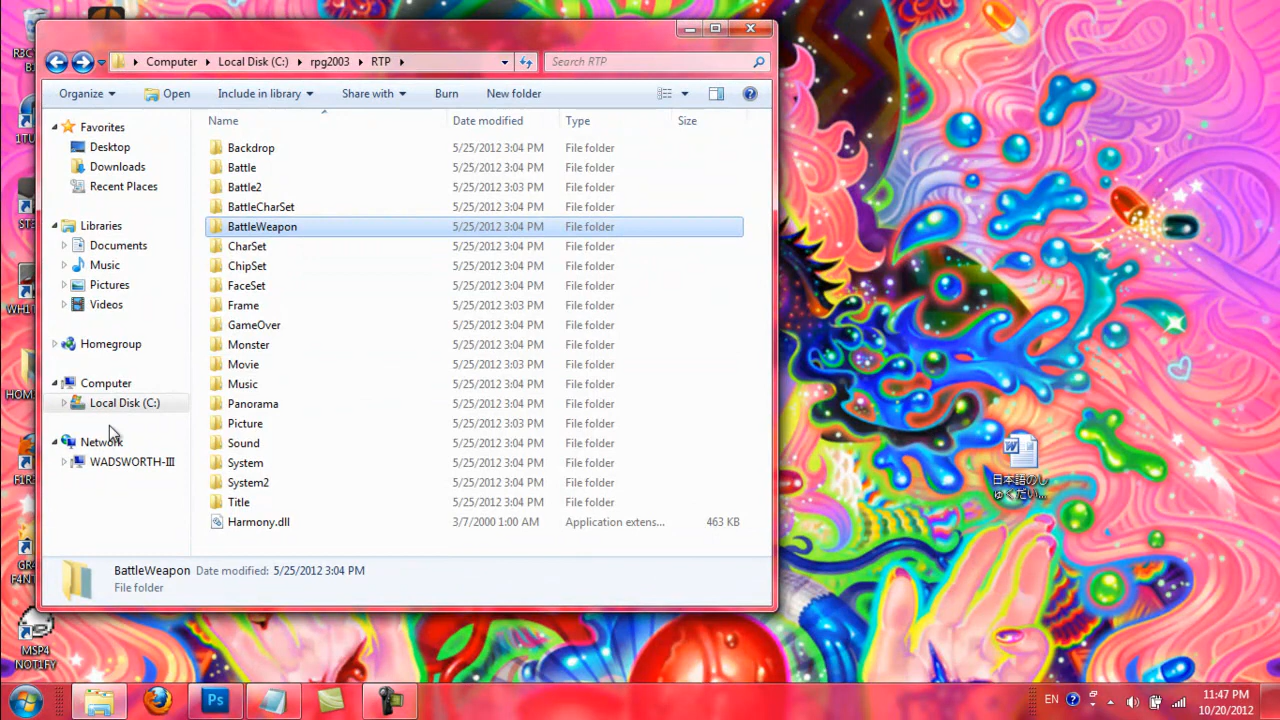 Computer Local Disk (C:) rpg2003 RTP
Search RTP
Organize Open Include in library Share with Burn New folder
Name Date modified Type Size
Favorites
Desktop
Downloads
Recent Places
Libraries
Documents
Music
Pictures
Videos
Homegroup
Computer
Local Disk (C:)
Network
WADSWORTH-III
Backdrop 5/25/2012 3:04 PM File folder
Battle 5/25/2012 3:04 PM File folder
Battle2 5/25/2012 3:03 PM File folder
BattleCharSet 5/25/2012 3:04 PM File folder
BattleWeapon 5/25/2012 3:04 PM File folder
CharSet 5/25/2012 3:04 PM File folder
ChipSet 5/25/2012 3:04 PM File folder
FaceSet 5/25/2012 3:04 PM File folder
Frame 5/25/2012 3:03 PM File folder
GameOver 5/25/2012 3:04 PM File folder
Monster 5/25/2012 3:04 PM File folder
Movie 5/25/2012 3:03 PM File folder
Music 5/25/2012 3:04 PM File folder
Panorama 5/25/2012 3:04 PM File folder
Picture 5/25/2012 3:03 PM File folder
Sound 5/25/2012 3:04 PM File folder
System 5/25/2012 3:04 PM File folder
System2 5/25/2012 3:04 PM File folder
Title 5/25/2012 3:04 PM File folder
Harmony.dll 3/7/2000 1:00 AM Application extens... 463 KB
BattleWeapon Date modified: 5/25/2012 3:04 PM
File folder
日本語のし
ゅくだい...
MSP4
NOT1FY
Ps
EN
11:47 PM
10/20/2012